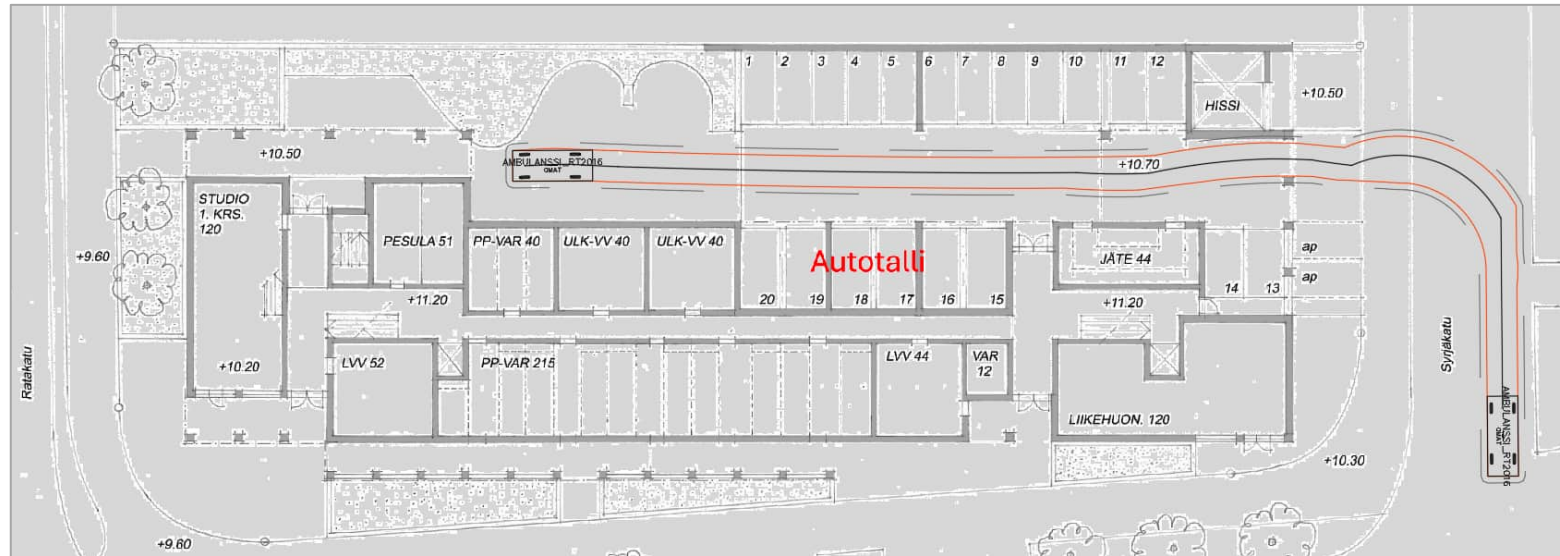 1 2 3 4 5 6 7 8 9 10 11 12
HISSI
+10.50
+10.50
AMBULANSSI_RT2016
OMAT
+10.70
STUDIO
1. KRS.
120
PESULA 51
PP-VAR 40
ULK-VV 40
ULK-VV 40
Autotalli
JÄTE 44
ap
ap
+9.60
+11.20
20 19 18 17 16 15
+11.20
14 13
Ratakatu
+10.20
LVV 52
PP-VAR 215
LVV 44
VAR
12
LIIKEHUON. 120
Syrjäkatu
AMBULANSSI_RT2016
OMAT
+10.30
+9.60